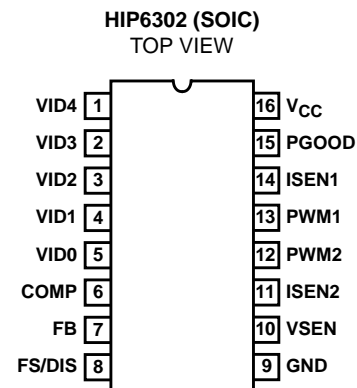 HIP6302 (SOIC)
TOP VIEW
VID4 1 16 VCC
VID3 2 15 PGOOD
VID2 3 14 ISEN1
VID1 4 13 PWM1
VID0 5 12 PWM2
COMP 6 11 ISEN2
FB 7 10 VSEN
FS/DIS 8 9 GND